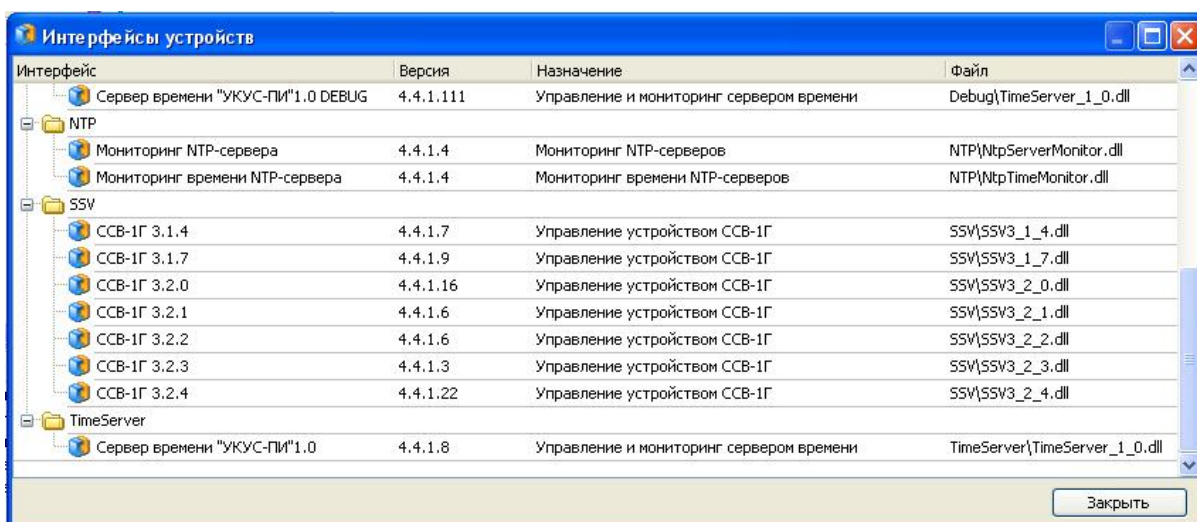 Интерфейсы устройств
Интерфейс Версия Назначение Файл
Сервер времени "УКУС-ПИ"1.0 DEBUG 4.4.1.111 Управление и мониторинг сервером времени Debug\TimeServer_1_0.dll
NTP
Мониторинг NTP-сервера 4.4.1.4 Мониторинг NTP-серверов NTP\NtpServerMonitor.dll
Мониторинг времени NTP-сервера 4.4.1.4 Мониторинг времени NTP-серверов NTP\NtpTimeMonitor.dll
SSV
ССВ-1Г 3.1.4 4.4.1.7 Управление устройством ССВ-1Г SSV\SSV3_1_4.dll
ССВ-1Г 3.1.7 4.4.1.9 Управление устройством ССВ-1Г SSV\SSV3_1_7.dll
ССВ-1Г 3.2.0 4.4.1.16 Управление устройством ССВ-1Г SSV\SSV3_2_0.dll
ССВ-1Г 3.2.1 4.4.1.6 Управление устройством ССВ-1Г SSV\SSV3_2_1.dll
ССВ-1Г 3.2.2 4.4.1.6 Управление устройством ССВ-1Г SSV\SSV3_2_2.dll
ССВ-1Г 3.2.3 4.4.1.3 Управление устройством ССВ-1Г SSV\SSV3_2_3.dll
ССВ-1Г 3.2.4 4.4.1.22 Управление устройством ССВ-1Г SSV\SSV3_2_4.dll
TimeServer
Сервер времени "УКУС-ПИ"1.0 4.4.1.8 Управление и мониторинг сервером времени TimeServer\TimeServer_1_0.dll
Закрыть